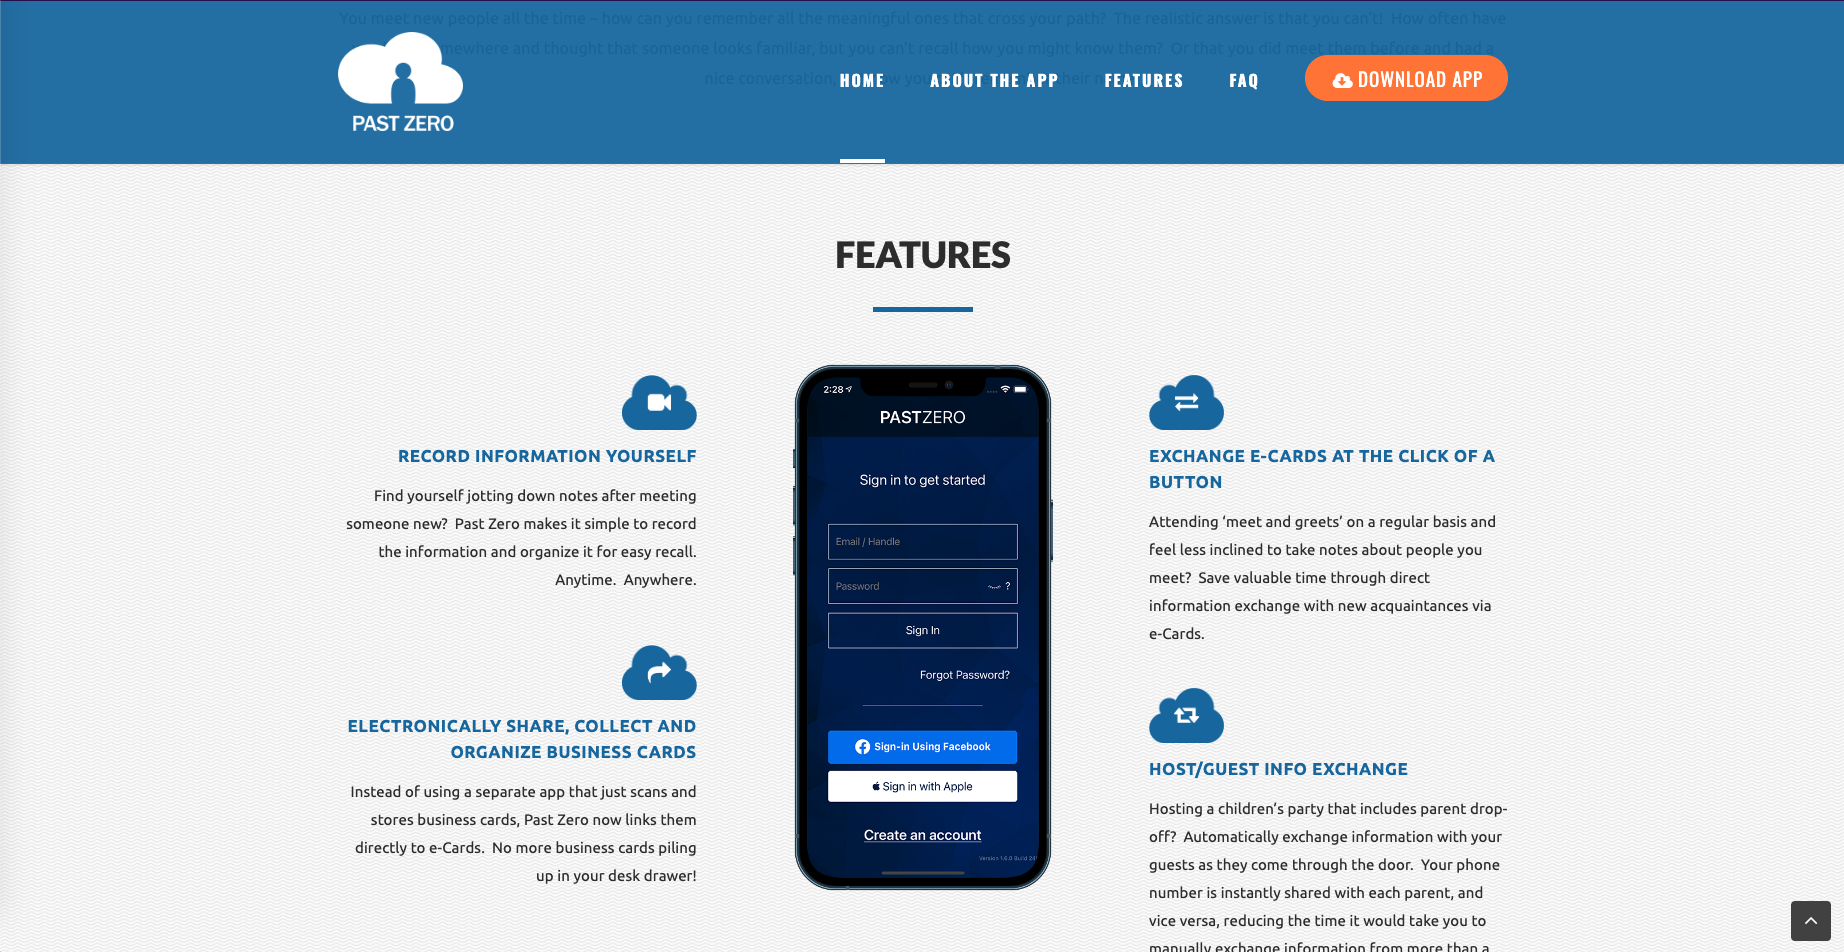 You meet new people all the time – how can you remember all the meaningful ones that cross your path?  The realistic answer is that you can't!  How often have
mewhere and thought that someone looks familiar, but you can't recall how you might know them?  Or that you did meet them before and had a
nice conversation,
PAST ZERO
HOME
ABOUT THE APP
FEATURES
FAQ
DOWNLOAD APP
FEATURES
RECORD INFORMATION YOURSELF
Find yourself jotting down notes after meeting
someone new?  Past Zero makes it simple to record
the information and organize it for easy recall.
Anytime.  Anywhere.
ELECTRONICALLY SHARE, COLLECT AND
ORGANIZE BUSINESS CARDS
Instead of using a separate app that just scans and
stores business cards, Past Zero now links them
directly to e-Cards.  No more business cards piling
up in your desk drawer!
2:28
PASTZERO
Sign in to get started
Email / Handle
Password
?
Sign In
Forgot Password?
Sign-in Using Facebook
Sign in with Apple
Create an account
Version 1.6.0 Build 24
EXCHANGE E-CARDS AT THE CLICK OF A
BUTTON
Attending ‘meet and greets’ on a regular basis and
feel less inclined to take notes about people you
meet?  Save valuable time through direct
information exchange with new acquaintances via
e-Cards.
HOST/GUEST INFO EXCHANGE
Hosting a children’s party that includes parent drop-
off?  Automatically exchange information with your
guests as they come through the door.  Your phone
number is instantly shared with each parent, and
vice versa, reducing the time it would take you to
manually exchange information from more than a